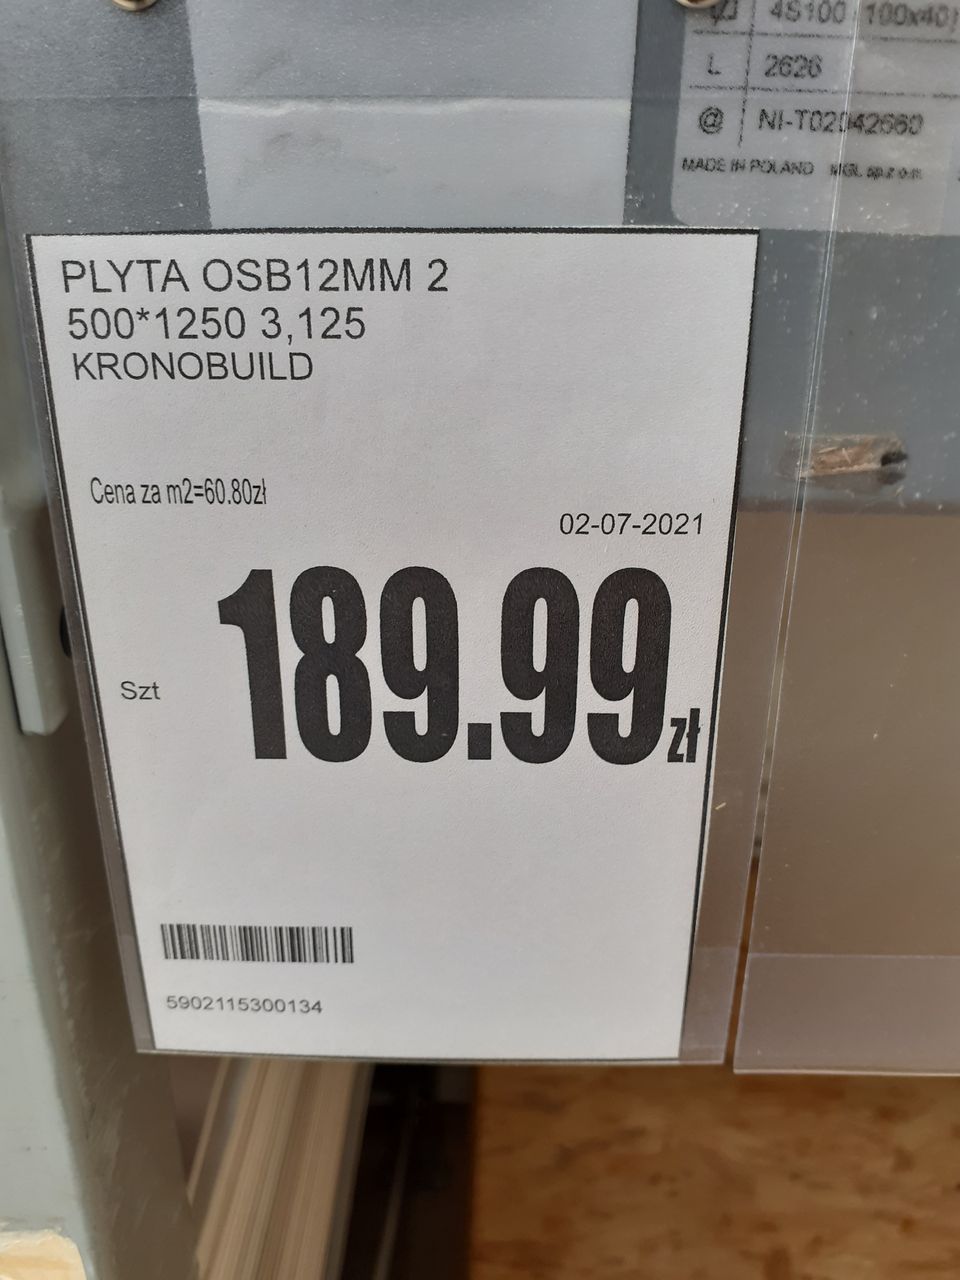 4S100 (100x40)
L 2626
@ NI-T02042660
MADE IN POLAND
PLYTA OSB12MM 2
500*1250 3,125
KRONOBUILD
Cena za m2=60.80zł
02-07-2021
Szt 189.99zł
5902115300134